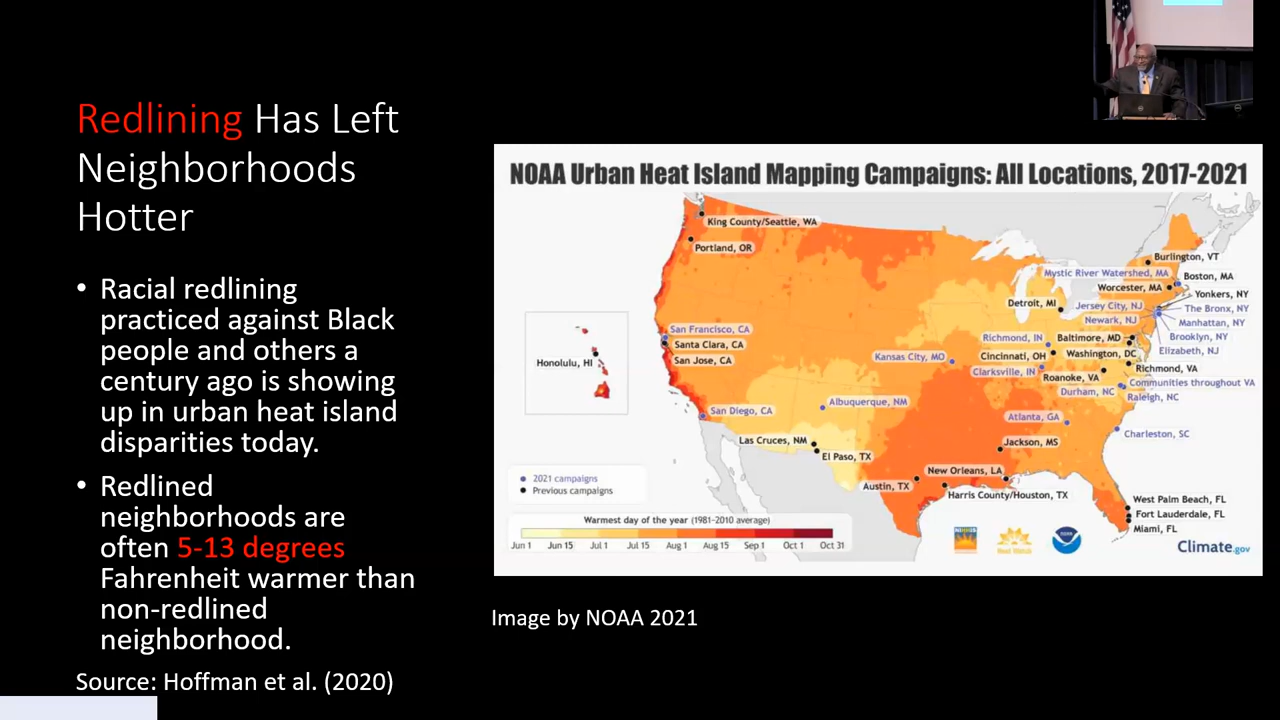 Redlining Has Left
Neighborhoods
Hotter
• Racial redlining
practiced against Black
people and others a
century ago is showing
up in urban heat island
disparities today.
• Redlined
neighborhoods are
often 5-13 degrees
Fahrenheit warmer than
non-redlined
neighborhood.
Source: Hoffman et al. (2020)
NOAA Urban Heat Island Mapping Campaigns: All Locations, 2017-2021
King County/Seattle, WA
Portland, OR
Burlington, VT
Mystic River Watershed, MA
Boston, MA
Worcester, MA
Yonkers, NY
Detroit, MI
Jersey City, NJ
The Bronx, NY
Newark, NJ
Manhattan, NY
San Francisco, CA
Richmond, IN
Baltimore, MD
Brooklyn, NY
Santa Clara, CA
Elizabeth, NJ
Kansas City, MO
Cincinnati, OH
Washington, DC
San Jose, CA
Honolulu, HI
Clarksville, IN
Richmond, VA
Roanoke, VA
Communities throughout VA
Durham, NC
Raleigh, NC
Albuquerque, NM
San Diego, CA
Atlanta, GA
Charleston, SC
Las Cruces, NM
Jackson, MS
El Paso, TX
New Orleans, LA
Austin, TX
Harris County/Houston, TX
West Palm Beach, FL
Fort Lauderdale, FL
Miami, FL
2021 campaigns
Previous campaigns
Warmest day of the year (1981-2010 average)
Jun 1 Jun 15 Jul 1 Jul 15 Aug 1 Aug 15 Sep 1 Oct 1 Oct 31
Climate.gov
Image by NOAA 2021